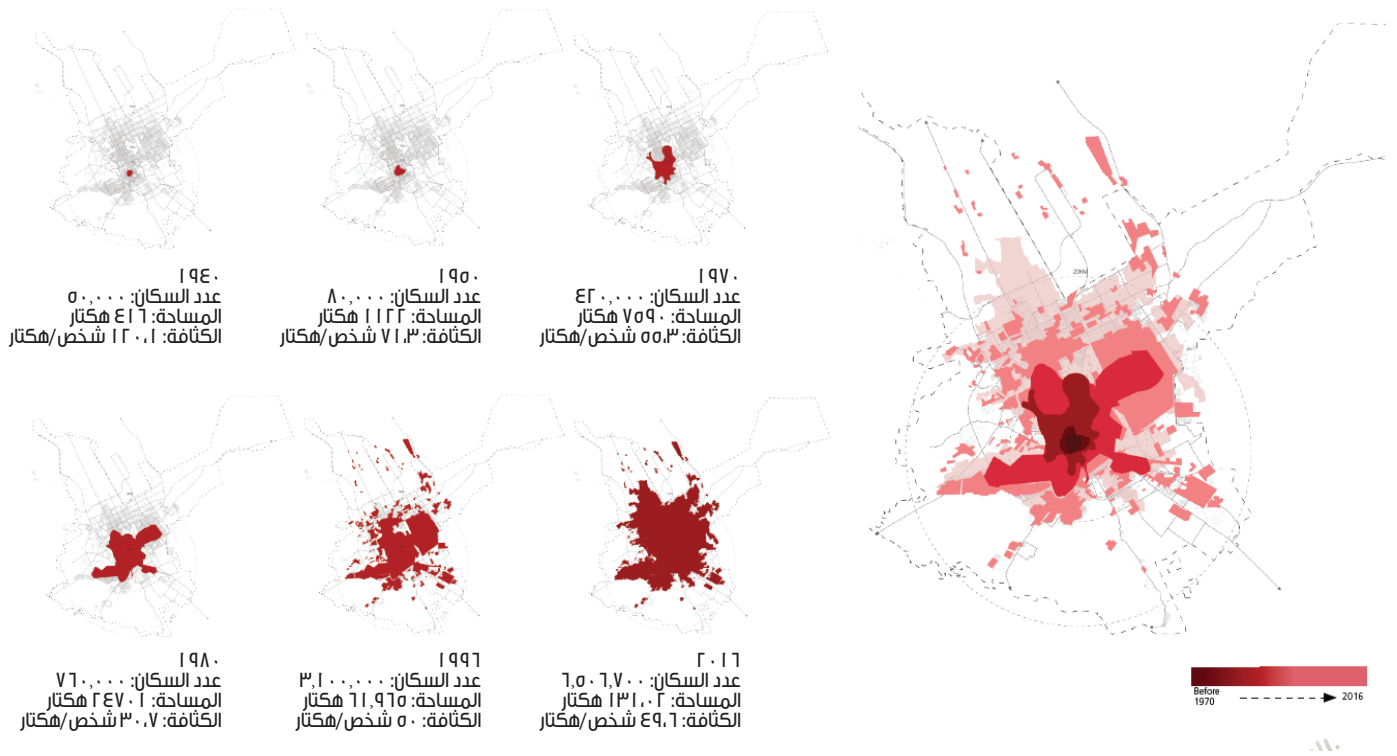 ١٩٤٠
عدد السكان: ٥٠,٠٠٠
المساحة: ٤١٦ هكتار
الكثافة: ١٢٠،١ شخص/هكتار
١٩٥٠
عدد السكان: ٨٠,٠٠٠
المساحة: ١١٢٢ هكتار
الكثافة: ٧١،٣ شخص/هكتار
١٩٧٠
عدد السكان: ٤٢٠,٠٠٠
المساحة: ٧٥٩٠ هكتار
الكثافة: ٥٥،٣ شخص/هكتار
١٩٨٠
عدد السكان: ٧٦٠,٠٠٠
المساحة: ٢٤٧٠١ هكتار
الكثافة: ٣٠،٧ شخص/هكتار
١٩٩٦
عدد السكان: ٣,١٠٠,٠٠٠
المساحة: ٦١,٩٦٥ هكتار
الكثافة: ٥٠ شخص/هكتار
٢٠١٦
عدد السكان: ٦,٥٠٦,٧٠٠
المساحة: ١٣١،٠٢ هكتار
الكثافة: ٤٩،٦ شخص/هكتار
20KM
Before
1970
2016